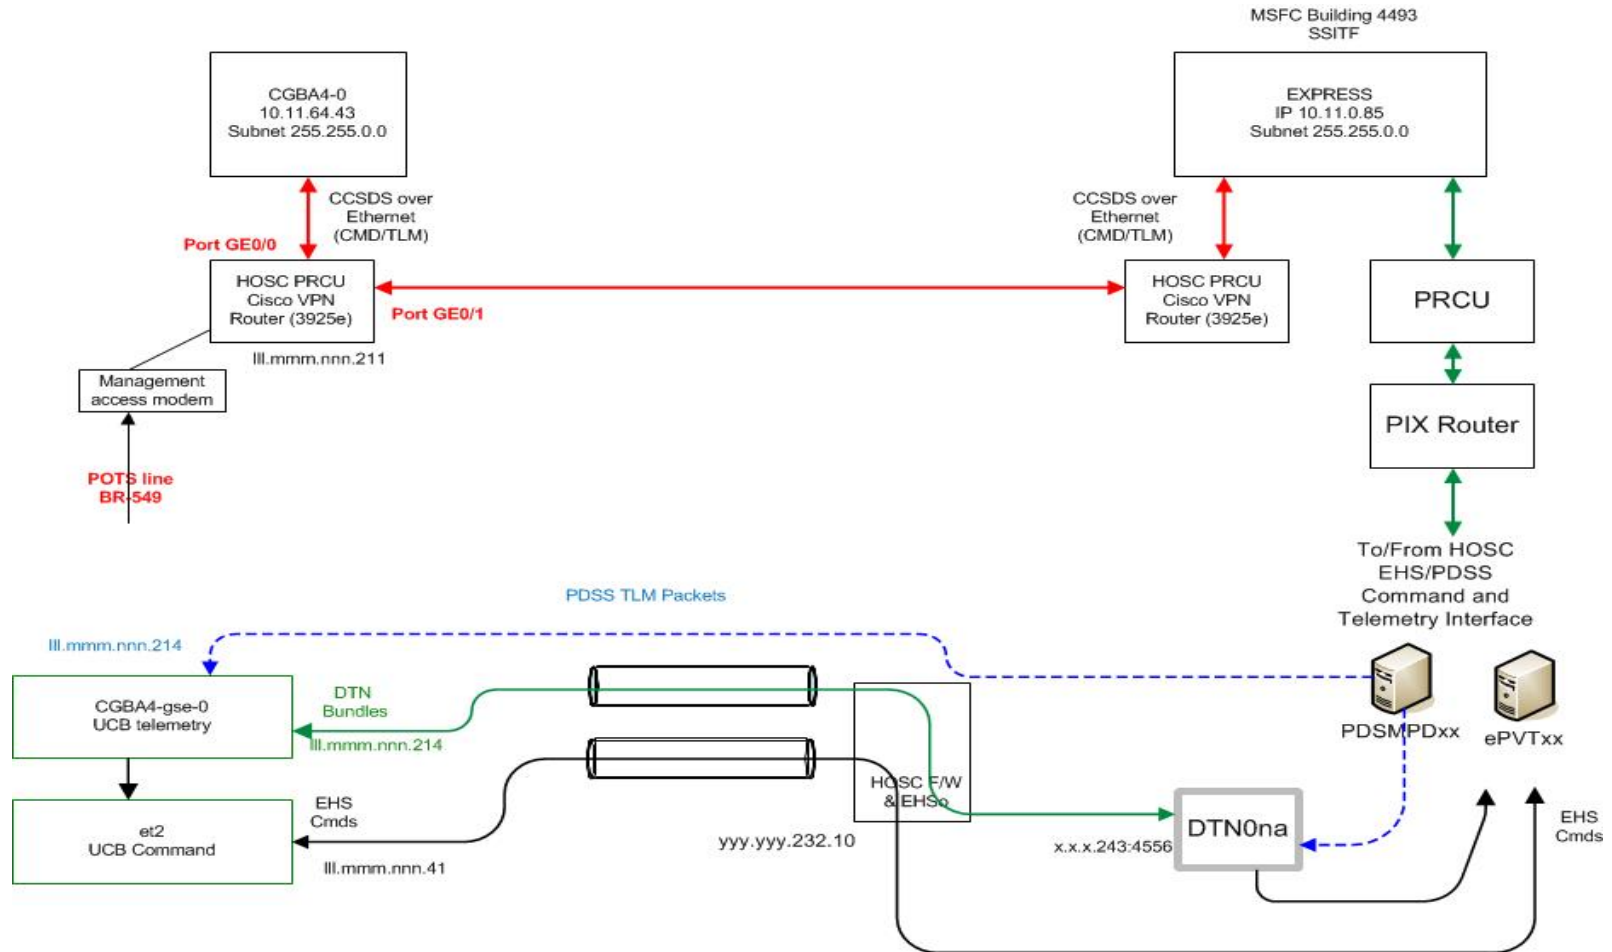 MSFC Building 4493
SSITF
CGBA4-0
10.11.64.43
Subnet 255.255.0.0
EXPRESS
IP 10.11.0.85
Subnet 255.255.0.0
CCSDS over
Ethernet
(CMD/TLM)
CCSDS over
Ethernet
(CMD/TLM)
Port GE0/0
HOSC PRCU
Cisco VPN
Router (3925e)
Port GE0/1
HOSC PRCU
Cisco VPN
Router (3925e)
PRCU
lll.mmm.nnn.211
Management
access modem
PIX Router
POTS line
BR-549
To/From HOSC
EHS/PDSS
Command and
Telemetry Interface
PDSS TLM Packets
lll.mmm.nnn.214
CGBA4-gse-0
UCB telemetry
DTN
Bundles
lll.mmm.nnn.214
PDSMPDxx
ePVTxx
HOSC F/W
& EHSo
et2
UCB Command
EHS
Cmds
lll.mmm.nnn.41
yyy.yyy.232.10
x.x.x.243:4556
DTN0na
EHS
Cmds